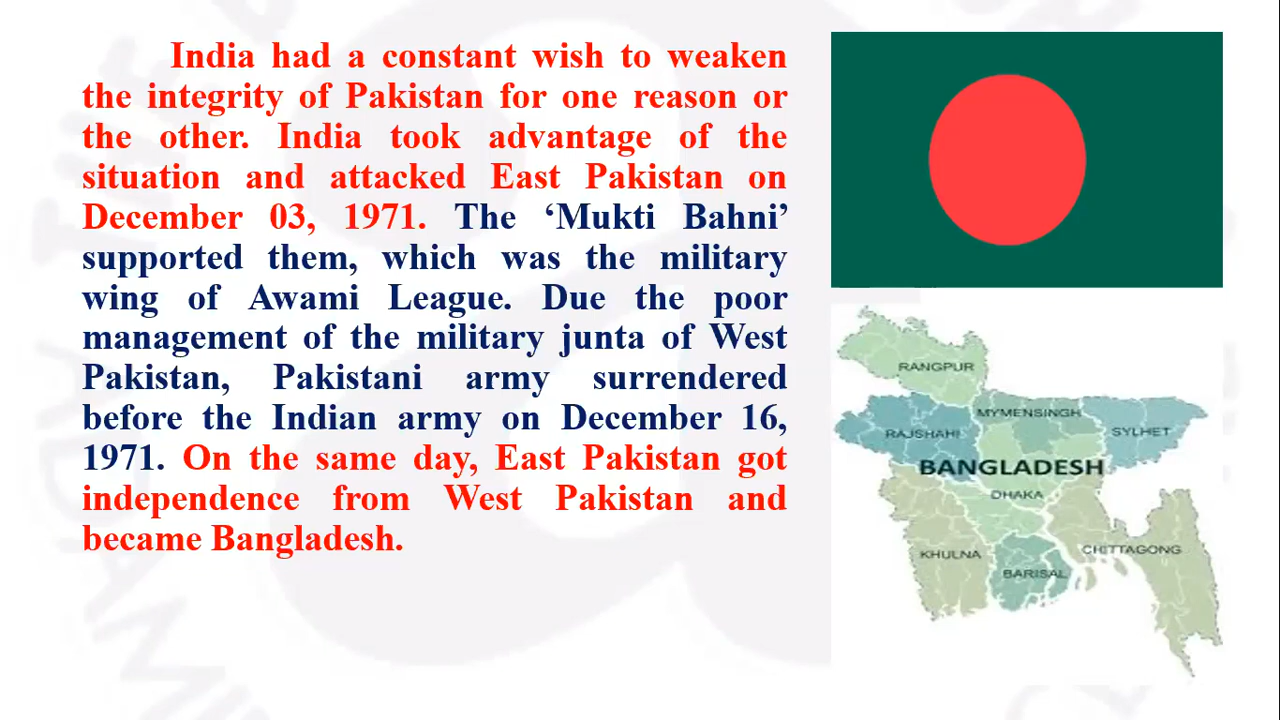 India had a constant wish to weaken
the integrity of Pakistan for one reason or
the other. India took advantage of the
situation and attacked East Pakistan on
December 03, 1971. The ‘Mukti Bahni’
supported them, which was the military
wing of Awami League. Due the poor
management of the military junta of West
Pakistan, Pakistani army surrendered
before the Indian army on December 16,
1971. On the same day, East Pakistan got
independence from West Pakistan and
became Bangladesh.
RANGPUR
MYMENSINGH
RAJSHAHI
SYLHET
BANGLADESH
DHAKA
KHULNA
CHITTAGONG
BARISAL